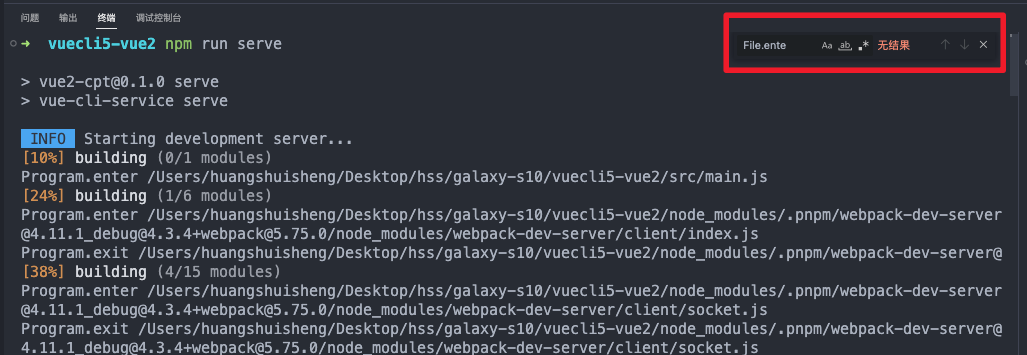 问题 输出 终端 调试控制台
File.ente Aa ab .* 无结果
→ vuecli5-vue2 npm run serve
> vue2-cpt@0.1.0 serve
> vue-cli-service serve
INFO Starting development server...
[10%] building (0/1 modules)
Program.enter /Users/huangshuisheng/Desktop/hss/galaxy-s10/vuecli5-vue2/src/main.js
[24%] building (1/6 modules)
Program.enter /Users/huangshuisheng/Desktop/hss/galaxy-s10/vuecli5-vue2/node_modules/.pnpm/webpack-dev-server
@4.11.1_debug@4.3.4+webpack@5.75.0/node_modules/webpack-dev-server/client/index.js
Program.exit /Users/huangshuisheng/Desktop/hss/galaxy-s10/vuecli5-vue2/node_modules/.pnpm/webpack-dev-server@
[38%] building (4/15 modules)
Program.enter /Users/huangshuisheng/Desktop/hss/galaxy-s10/vuecli5-vue2/node_modules/.pnpm/webpack-dev-server
@4.11.1_debug@4.3.4+webpack@5.75.0/node_modules/webpack-dev-server/client/socket.js
Program.exit /Users/huangshuisheng/Desktop/hss/galaxy-s10/vuecli5-vue2/node_modules/.pnpm/webpack-dev-server@
4.11.1_debug@4.3.4+webpack@5.75.0/node_modules/webpack-dev-server/client/socket.js